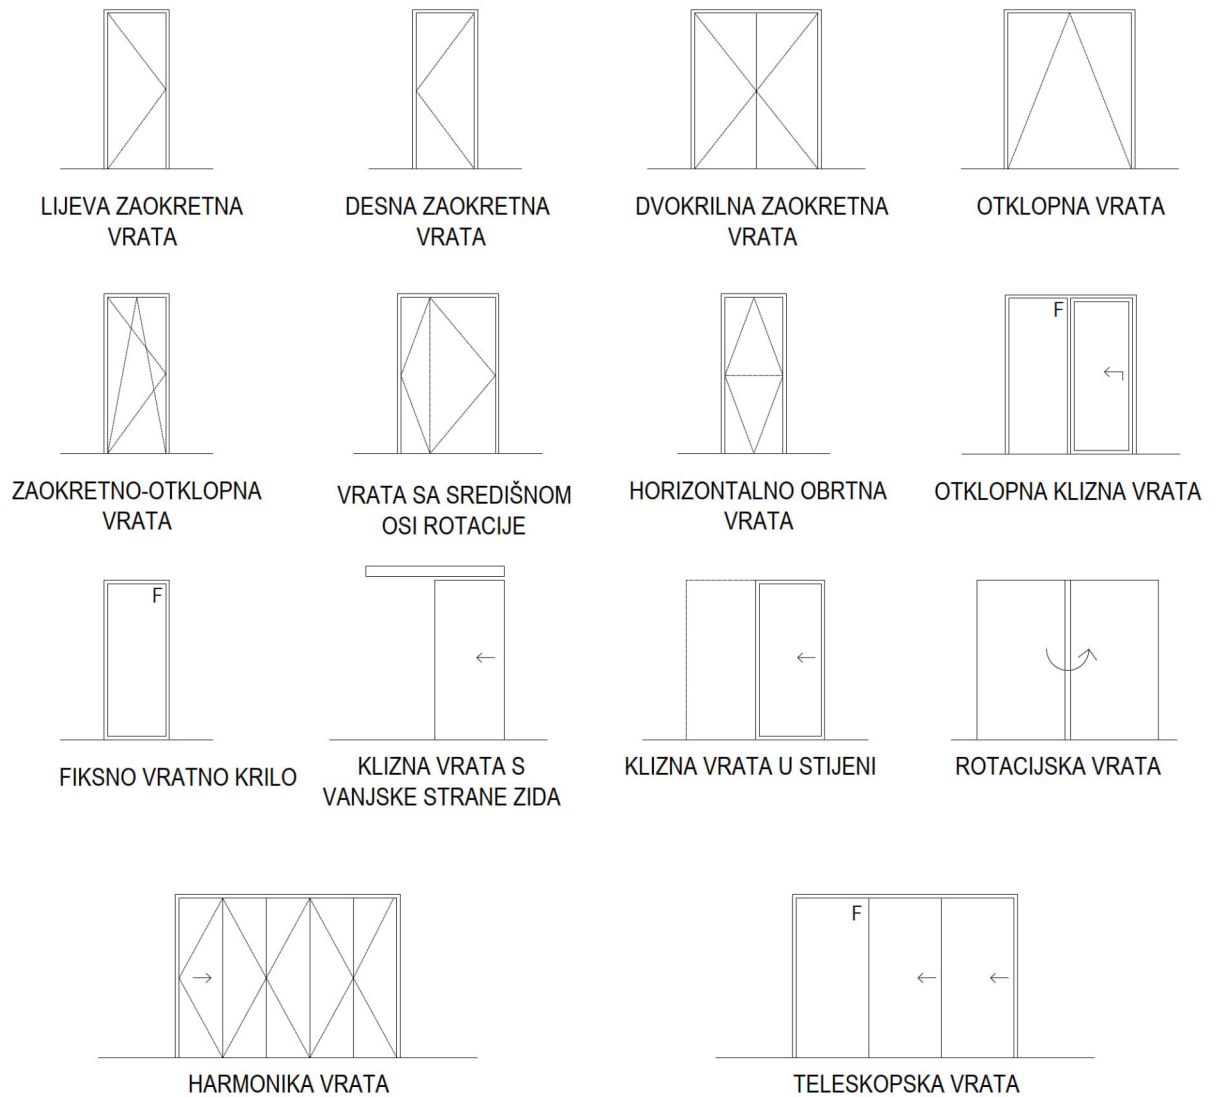 LIJEVA ZAOKRETNA
VRATA
DESNA ZAOKRETNA
VRATA
DVOKRILNA ZAOKRETNA
VRATA
OTKLOPNA VRATA
ZAOKRETNO-OTKLOPNA
VRATA
VRATA SA SREDIŠNOM
OSI ROTACIJE
HORIZONTALNO OBRTNA
VRATA
F
OTKLOPNA KLIZNA VRATA
F
FIKSNO VRATNO KRILO
KLIZNA VRATA S
VANJSKE STRANE ZIDA
KLIZNA VRATA U STIJENI
ROTACIJSKA VRATA
HARMONIKA VRATA
F
TELESKOPSKA VRATA